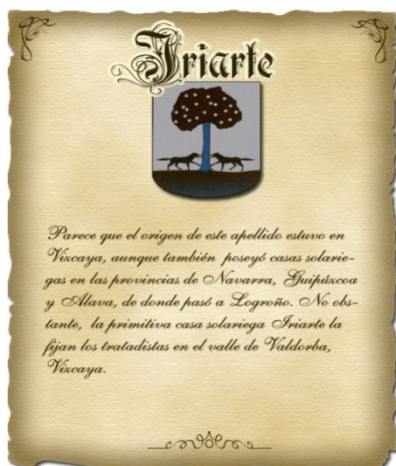 Iriarte
Parece que el origen de este apellido estuvo en
Vizcaya, aunque también poseyó casas solarie-
gas en las provincias de Navarra, Guipúzcoa
y Alava, de donde pasó a Logroño. No obs-
tante, la primitiva casa solariega Iriarte la
fijan los tratadistas en el valle de Valdorba,
Vizcaya.